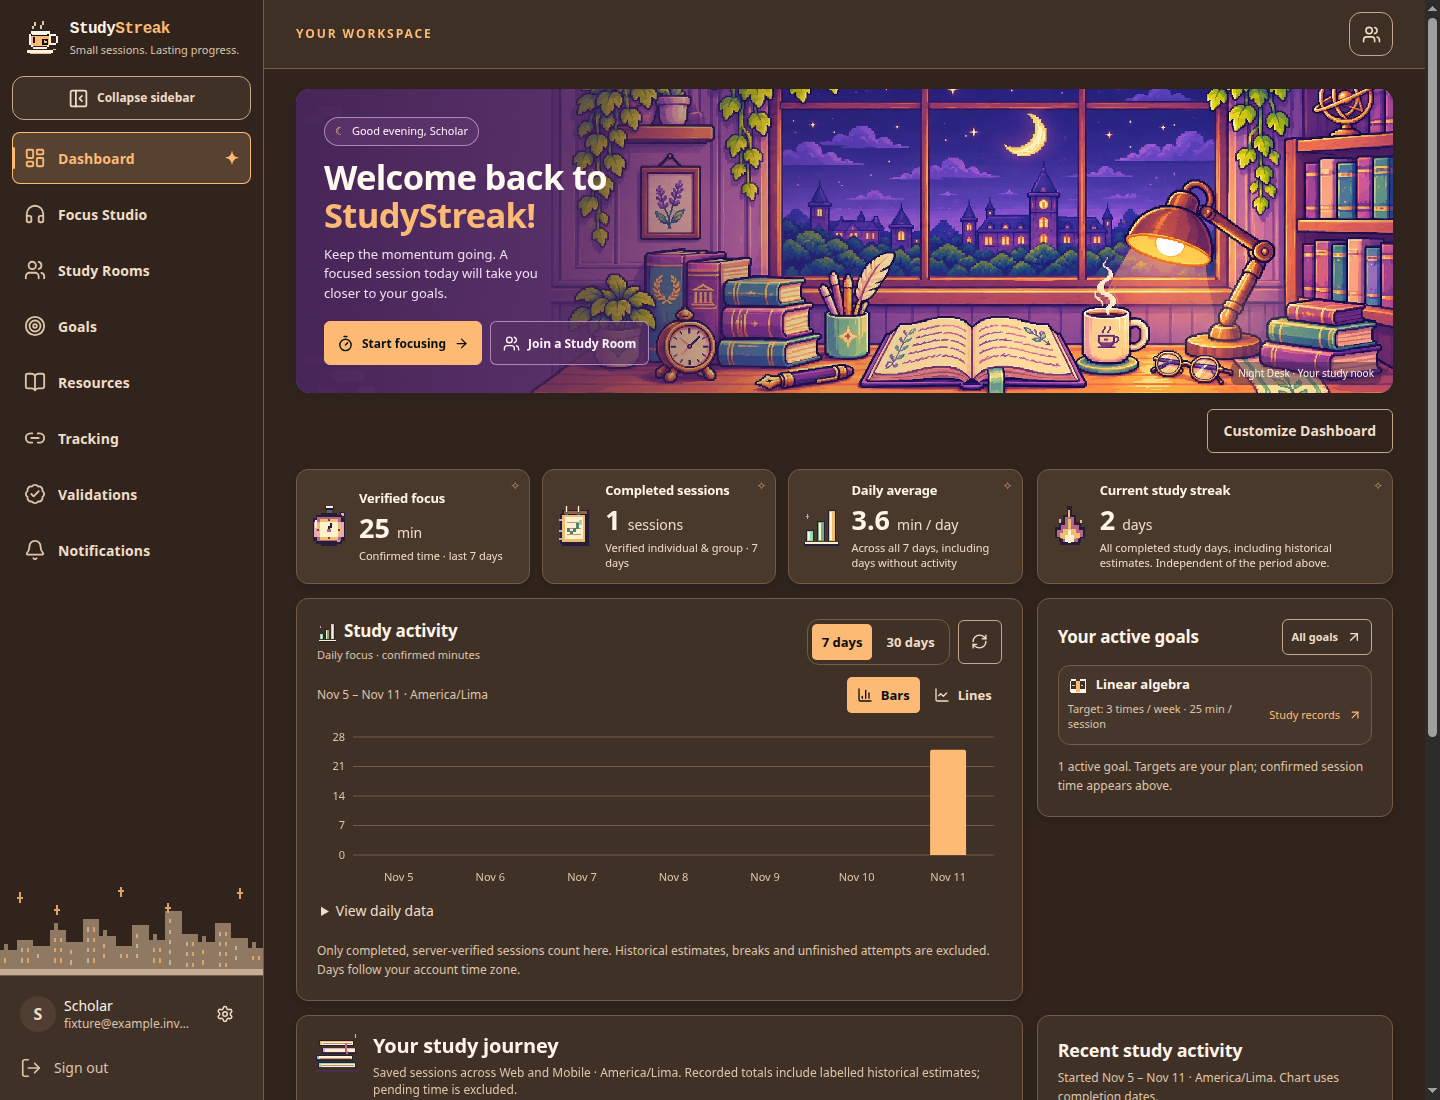 StudyStreak
Small sessions. Lasting progress.
Collapse sidebar
Dashboard
Focus Studio
Study Rooms
Goals
Resources
Tracking
Validations
Notifications
S
Scholar
fixture@example.inv...
Sign out
YOUR WORKSPACE
Good evening, Scholar
Welcome back to
StudyStreak!
Keep the momentum going. A
focused session today will take you
closer to your goals.
Start focusing
Join a Study Room
Night Desk · Your study nook
Customize Dashboard
Verified focus
25 min
Confirmed time · last 7 days
Completed sessions
1 sessions
Verified individual & group · 7
days
Daily average
3.6 min / day
Across all 7 days, including
days without activity
Current study streak
2 days
All completed study days, including historical
estimates. Independent of the period above.
Study activity
Daily focus · confirmed minutes
7 days
30 days
Nov 5 – Nov 11 · America/Lima
Bars
Lines
28
21
14
7
0
Nov 5
Nov 6
Nov 7
Nov 8
Nov 9
Nov 10
Nov 11
View daily data
Only completed, server-verified sessions count here. Historical estimates, breaks and unfinished attempts are excluded.
Days follow your account time zone.
Your active goals
All goals
Linear algebra
Target: 3 times / week · 25 min /
session
Study records
1 active goal. Targets are your plan; confirmed session
time appears above.
Your study journey
Saved sessions across Web and Mobile · America/Lima. Recorded totals include labelled historical estimates;
pending time is excluded.
Recent study activity
Started Nov 5 – Nov 11 · America/Lima. Chart uses
completion dates.